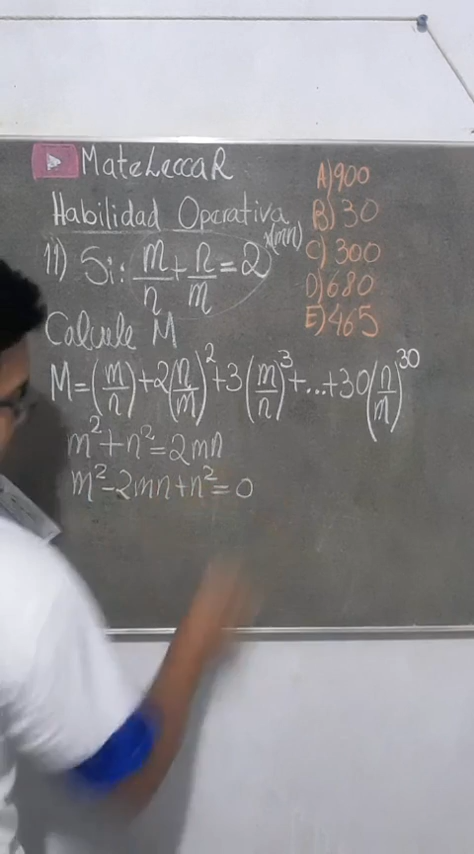 MateLeccaR
Habilidad Operativa
11) Si: m/n + n/m = 2 x(mn)
Calcule M
M = (m/n) + 2(n/m)² + 3(m/n)³ + ... + 30(n/m)³⁰
m² + n² = 2mn
m² - 2mn + n² = 0
A) 900
B) 30
C) 300
D) 680
E) 465